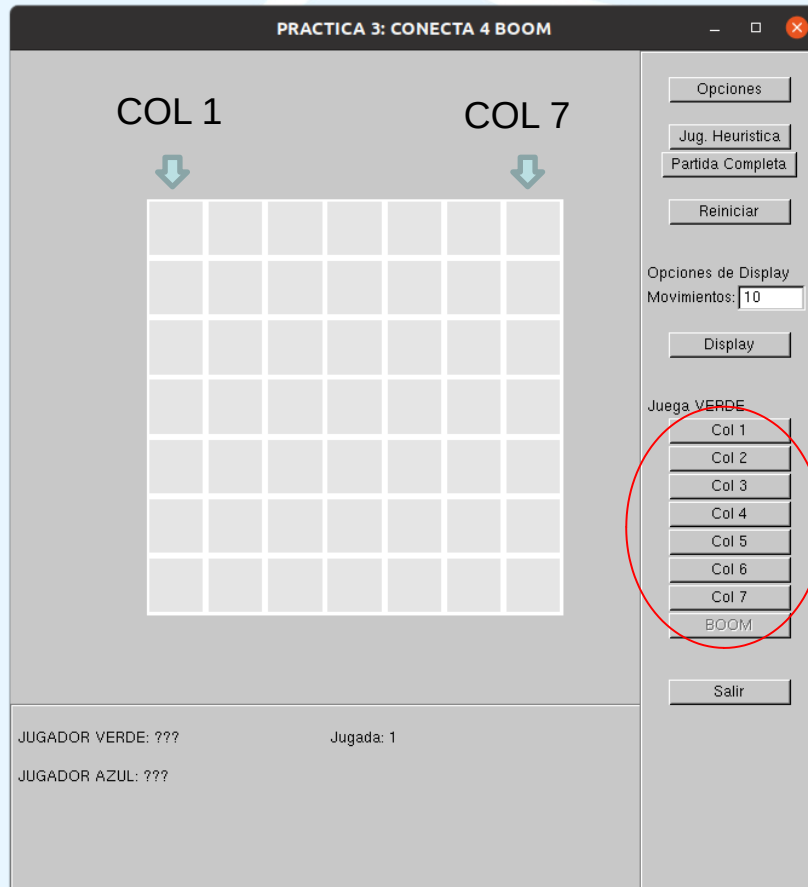 PRACTICA 3: CONECTA 4 BOOM
COL 1
COL 7
Opciones
Jug. Heuristica
Partida Completa
Reiniciar
Opciones de Display
Movimientos: 10
Display
Juega VERDE
Col 1
Col 2
Col 3
Col 4
Col 5
Col 6
Col 7
BOOM
Salir
JUGADOR VERDE: ???
Jugada: 1
JUGADOR AZUL: ???